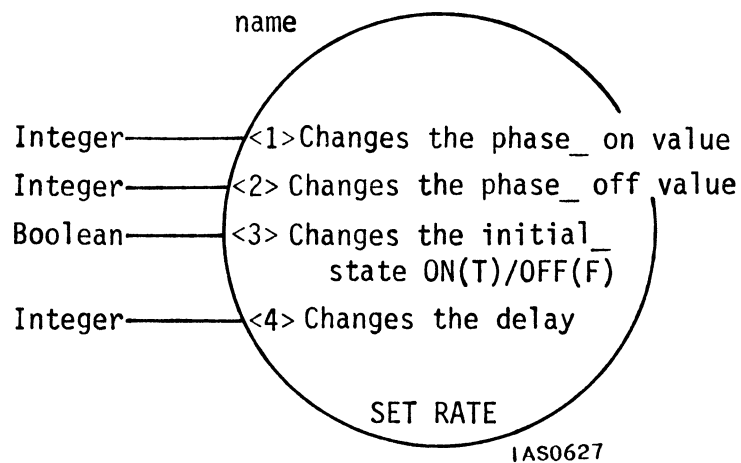 name
Integer <1> Changes the phase_ on value
Integer <2> Changes the phase_ off value
Boolean <3> Changes the initial_
state ON(T)/OFF(F)
Integer <4> Changes the delay
SET RATE
IAS0627